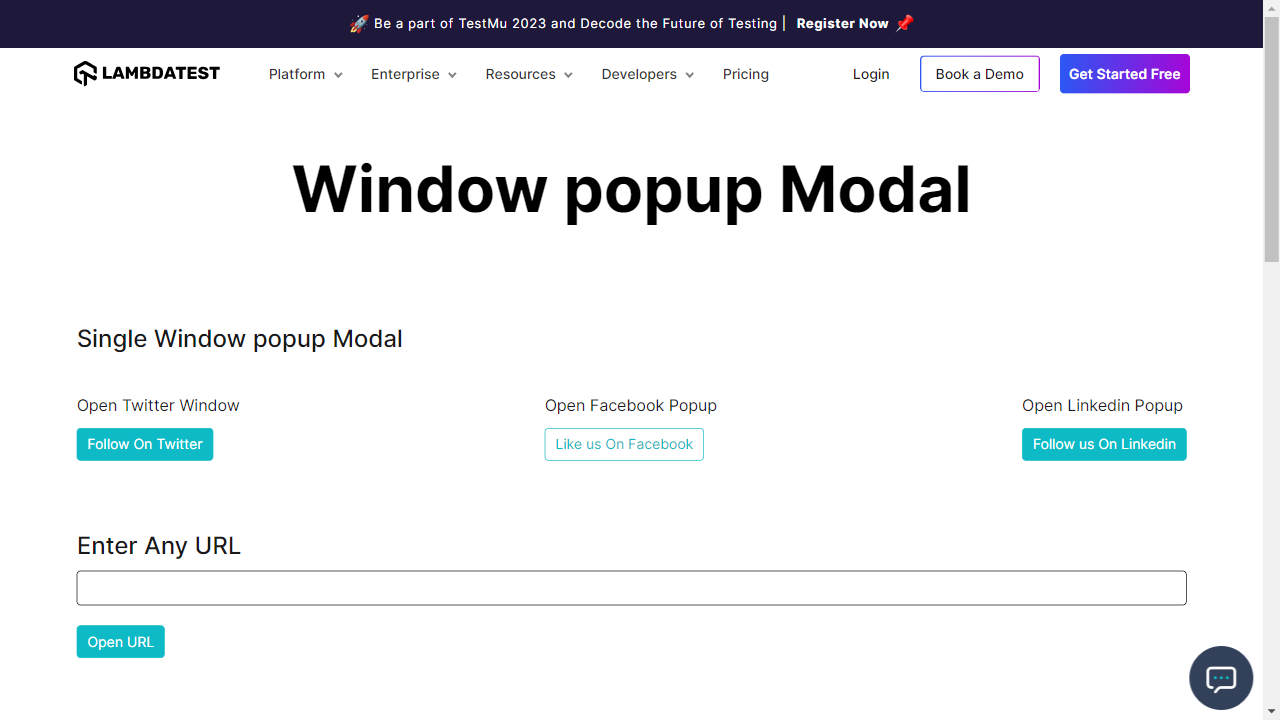 🚀 Be a part of TestMu 2023 and Decode the Future of Testing | Register Now 📌
LAMBDATEST Platform Enterprise Resources Developers Pricing Login Book a Demo Get Started Free
Window popup Modal
Single Window popup Modal
Open Twitter Window Open Facebook Popup Open Linkedin Popup
Follow On Twitter Like us On Facebook Follow us On Linkedin
Enter Any URL
Open URL